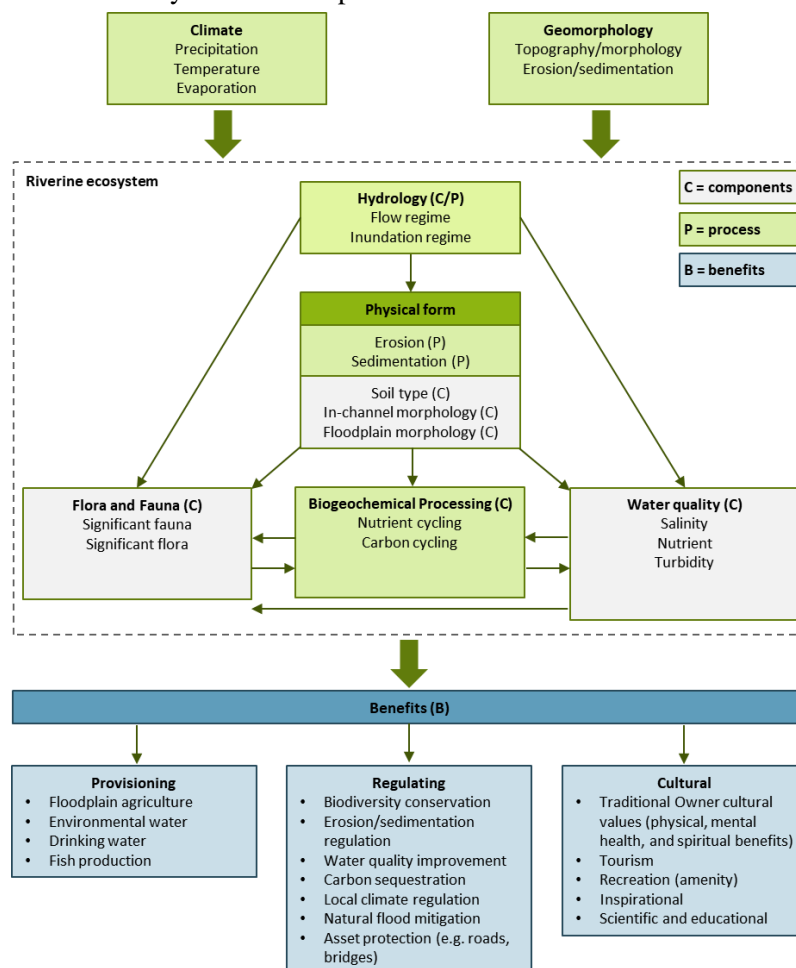 Climate
Precipitation
Temperature
Evaporation
Geomorphology
Topography/morphology
Erosion/sedimentation
Riverine ecosystem
C = components
P = process
B = benefits
Hydrology (C/P)
Flow regime
Inundation regime
Physical form
Erosion (P)
Sedimentation (P)
Soil type (C)
In-channel morphology (C)
Floodplain morphology (C)
Flora and Fauna (C)
Significant fauna
Significant flora
Biogeochemical Processing (C)
Nutrient cycling
Carbon cycling
Water quality (C)
Salinity
Nutrient
Turbidity
Benefits (B)
Provisioning
• Floodplain agriculture
• Environmental water
• Drinking water
• Fish production
Regulating
• Biodiversity conservation
• Erosion/sedimentation
regulation
• Water quality improvement
• Carbon sequestration
• Local climate regulation
• Natural flood mitigation
• Asset protection (e.g. roads,
bridges)
Cultural
• Traditional Owner cultural
values (physical, mental
health, and spiritual benefits)
• Tourism
• Recreation (amenity)
• Inspirational
• Scientific and educational